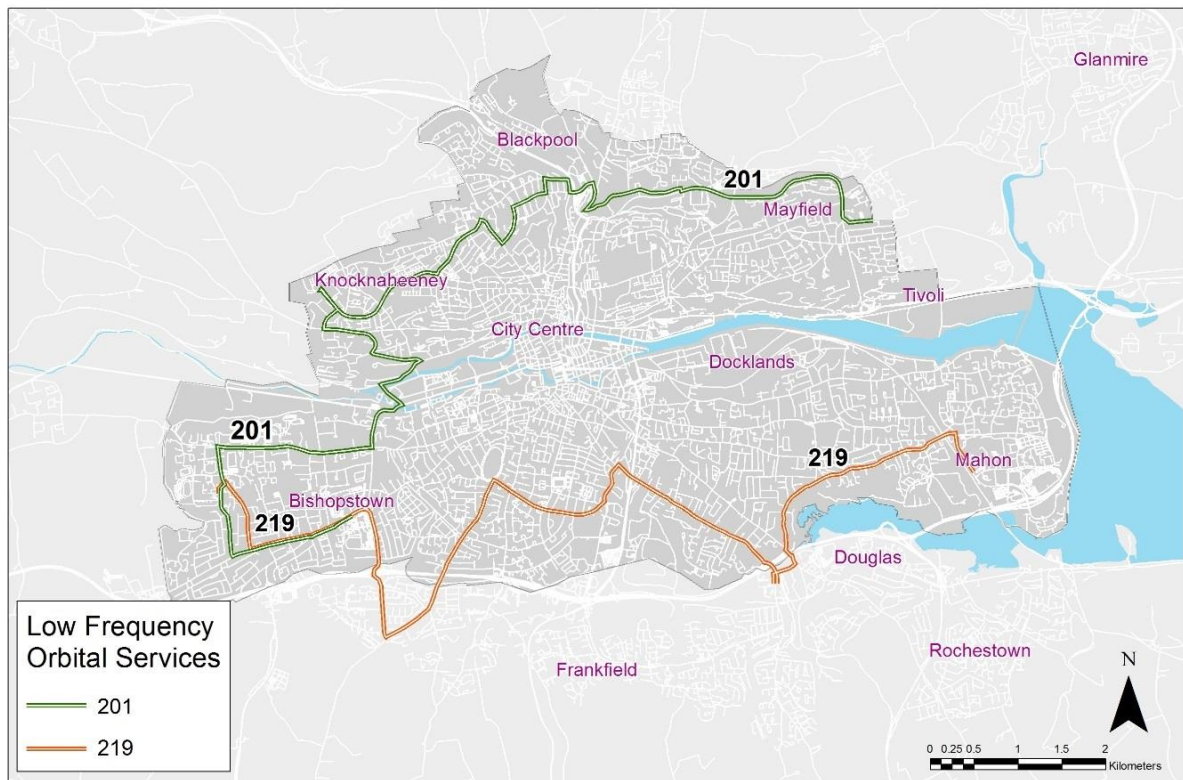 Glanmire
Blackpool
201
Mayfield
Knocknaheeney
Tivoli
City Centre
Docklands
201
219
Mahon
Bishopstown
219
Douglas
Low Frequency
Orbital Services
201
219
Frankfield
Rochestown
N
0 0.25 0.5 1 1.5 2
Kilometers